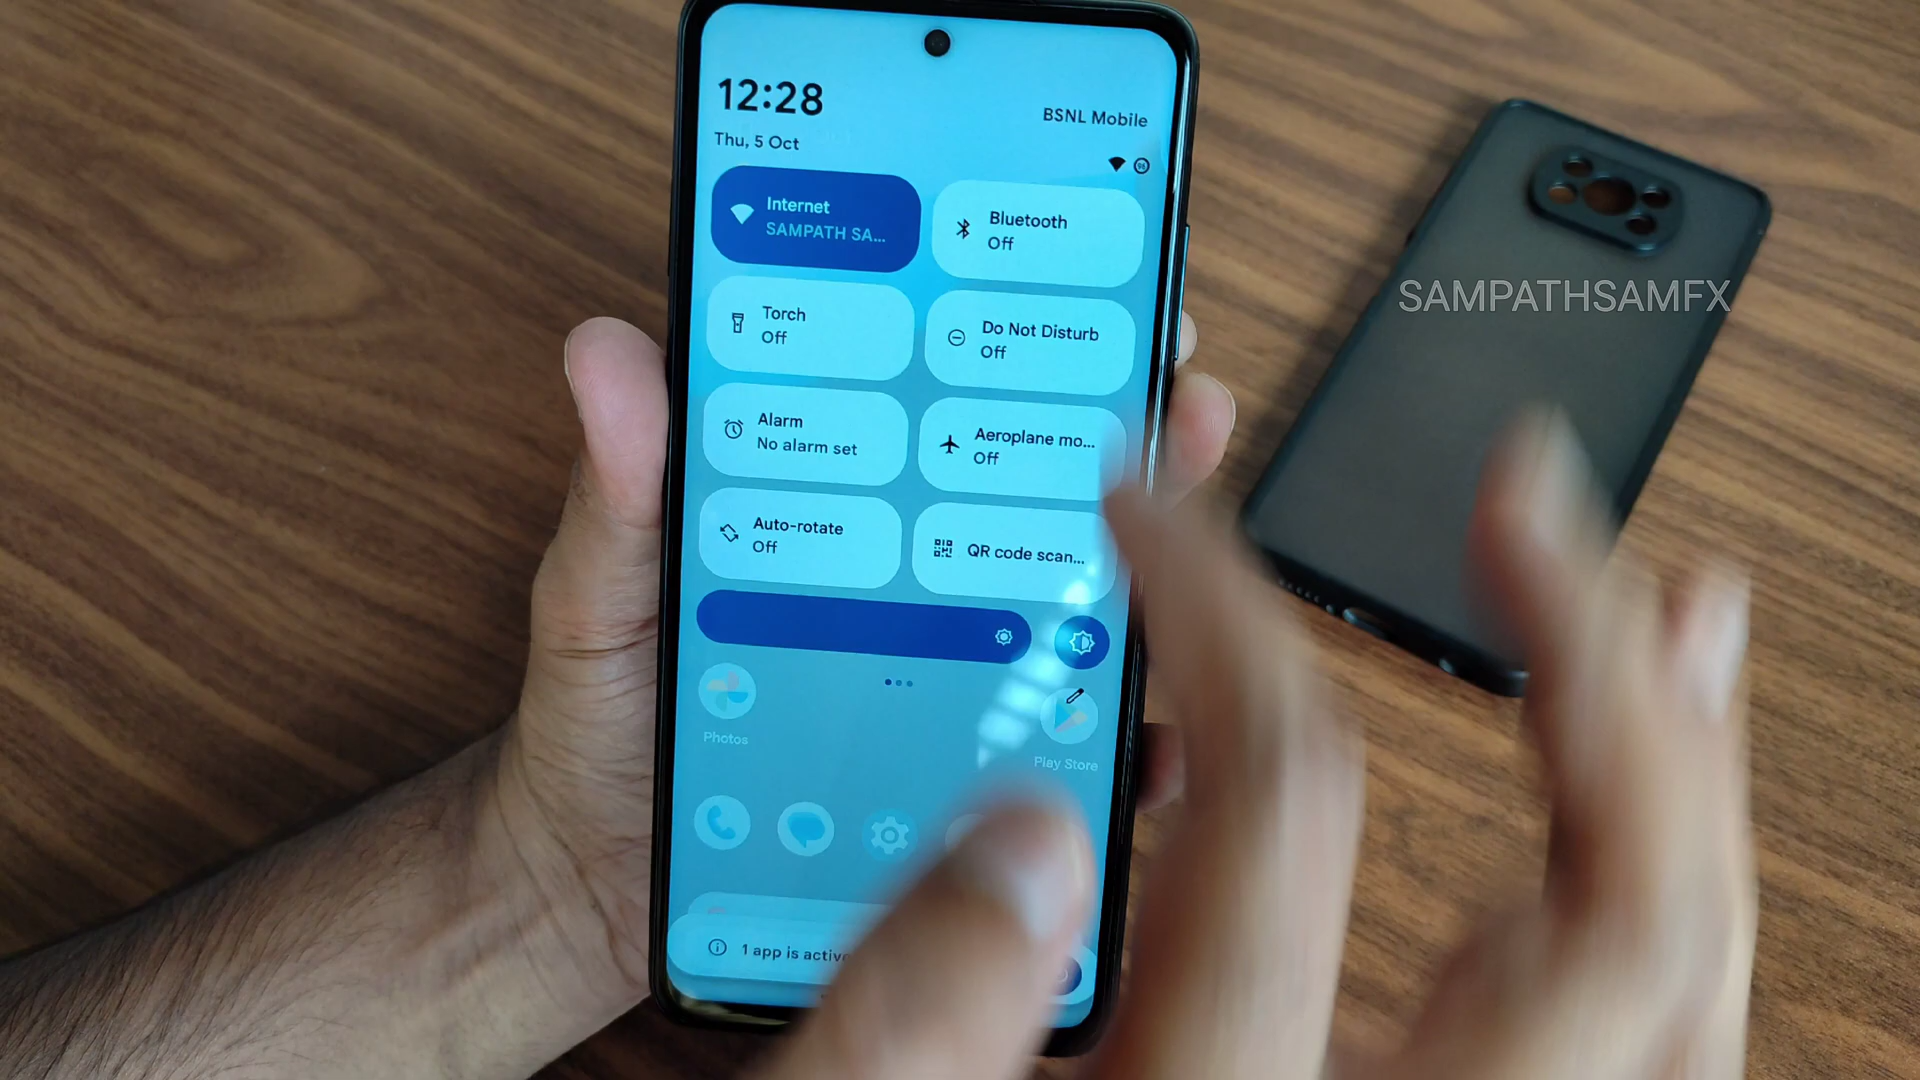 12:28
BSNL Mobile
Thu, 5 Oct
Internet
SAMPATH SA...
Bluetooth
Off
Torch
Off
Do Not Disturb
Off
Alarm
No alarm set
Aeroplane mo...
Off
Auto-rotate
Off
QR code scan...
Photos
Play Store
1 app is active
SAMPATHSAMFX